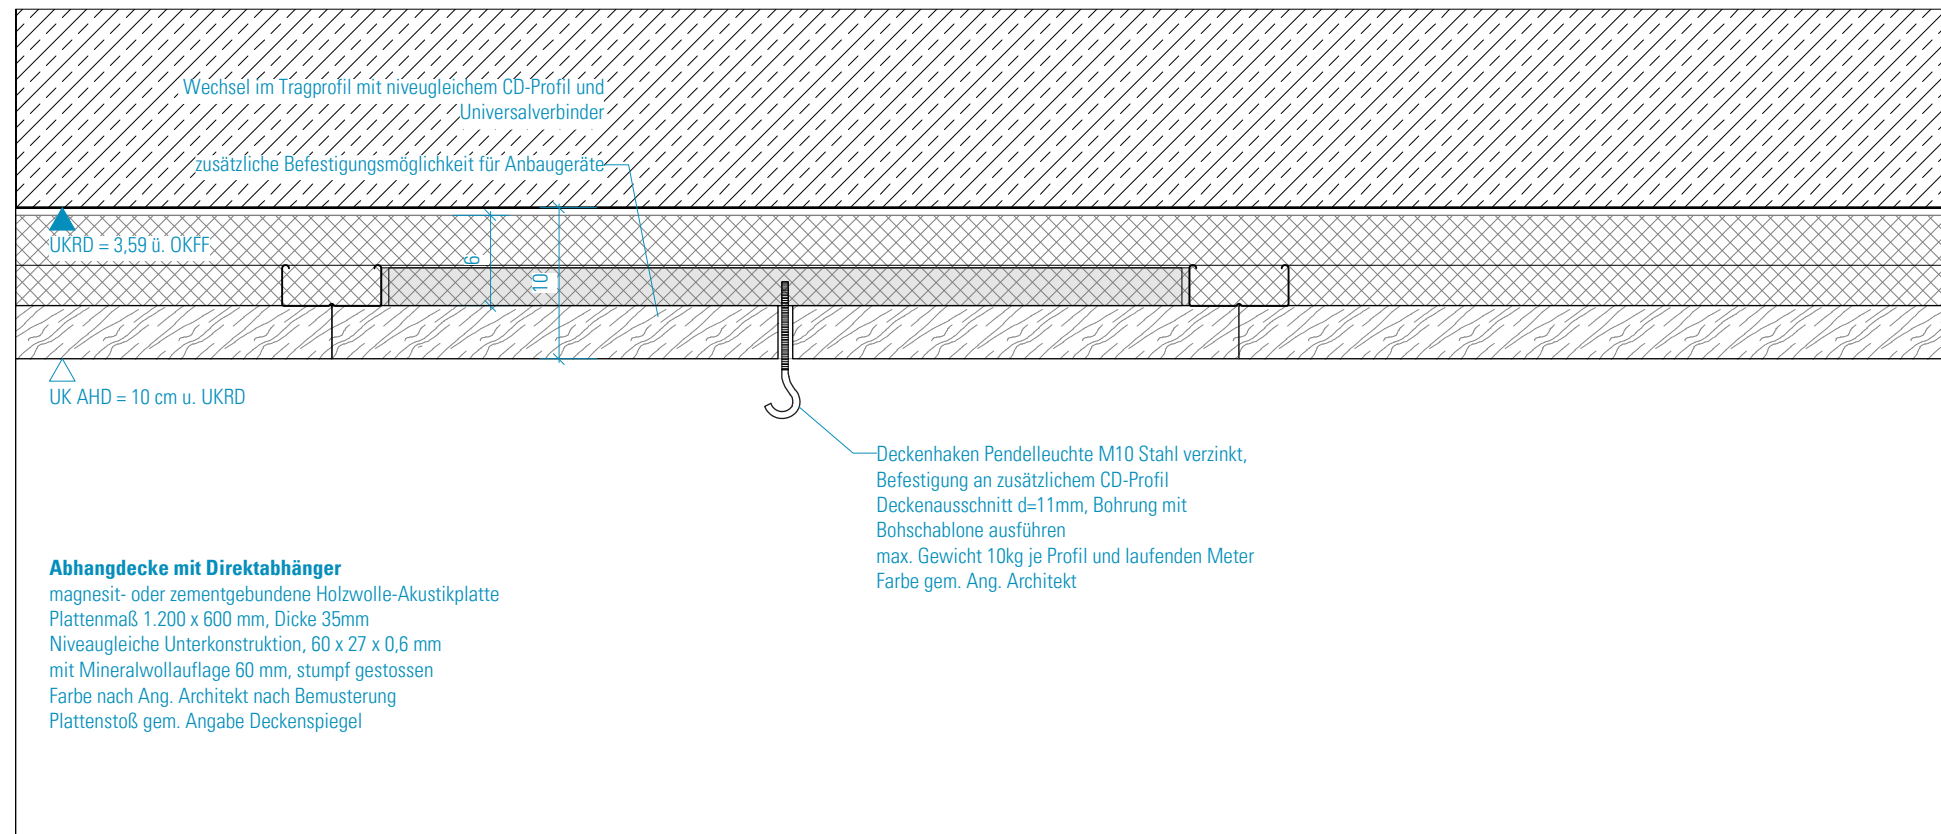 Wechsel im Tragprofil mit niveugleichem CD-Profil und
Universalverbinder
zusätzliche Befestigungsmöglichkeit für Anbaugeräte
UKRD = 3,59 ü. OKFF
6
10
UK AHD = 10 cm u. UKRD
Deckenhaken Pendelleuchte M10 Stahl verzinkt,
Befestigung an zusätzlichem CD-Profil
Deckenausschnitt d=11mm, Bohrung mit
Bohschablone ausführen
max. Gewicht 10kg je Profil und laufenden Meter
Farbe gem. Ang. Architekt
Abhangdecke mit Direktabhänger
magnesit- oder zementgebundene Holzwolle-Akustikplatte
Plattenmaß 1.200 x 600 mm, Dicke 35mm
Niveaugleiche Unterkonstruktion, 60 x 27 x 0,6 mm
mit Mineralwollauflage 60 mm, stumpf gestossen
Farbe nach Ang. Architekt nach Bemusterung
Plattenstoß gem. Angabe Deckenspiegel